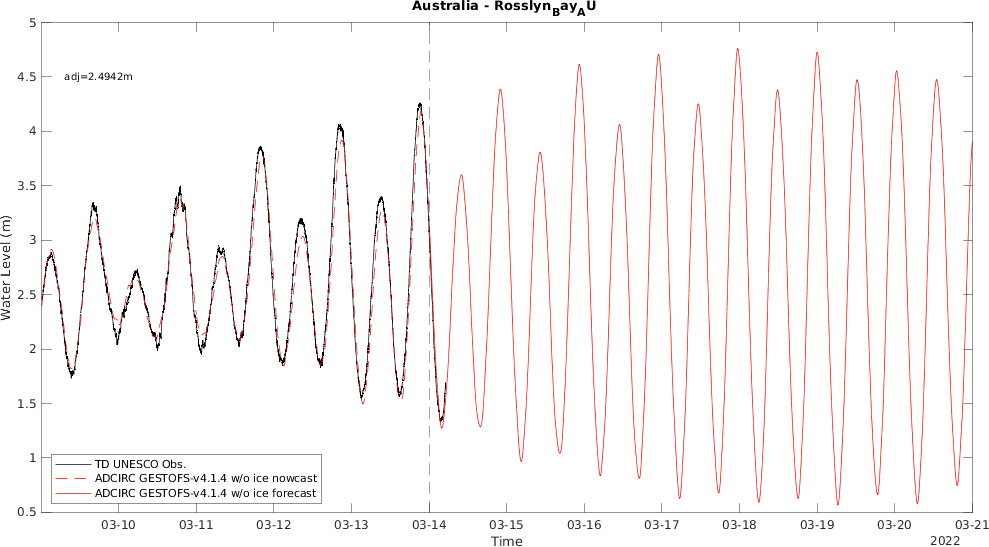 Australia - Rosslyn_Bay_AU
5
adj=2.4942m
4.5
4
3.5
3
2.5
2
1.5
1
0.5
Water Level (m)
TD UNESCO Obs.
ADCIRC GESTOFS-v4.1.4 w/o ice nowcast
ADCIRC GESTOFS-v4.1.4 w/o ice forecast
03-10 03-11 03-12 03-13 03-14 03-15 03-16 03-17 03-18 03-19 03-20 03-21
Time
2022